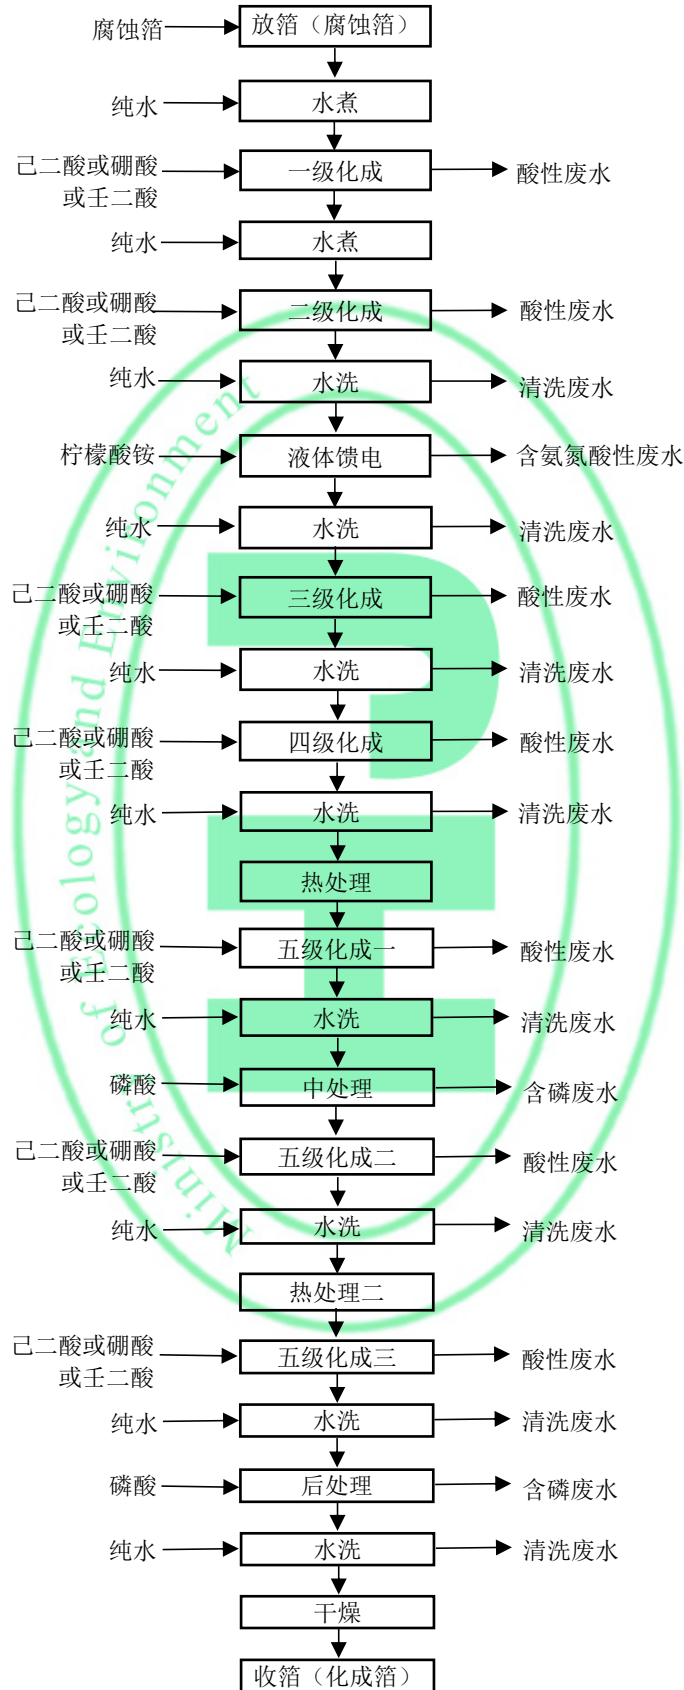 腐蚀箔
放箔（腐蚀箔）
纯水
水煮
己二酸或硼酸
或壬二酸
一级化成
酸性废水
纯水
水煮
己二酸或硼酸
或壬二酸
二级化成
酸性废水
纯水
水洗
清洗废水
柠檬酸铵
液体馈电
含氨氮酸性废水
纯水
水洗
清洗废水
己二酸或硼酸
或壬二酸
三级化成
酸性废水
纯水
水洗
清洗废水
己二酸或硼酸
或壬二酸
四级化成
酸性废水
纯水
水洗
清洗废水
热处理
己二酸或硼酸
或壬二酸
五级化成一
酸性废水
纯水
水洗
清洗废水
磷酸
中处理
含磷废水
己二酸或硼酸
或壬二酸
五级化成二
酸性废水
纯水
水洗
清洗废水
热处理二
己二酸或硼酸
或壬二酸
五级化成三
酸性废水
纯水
水洗
清洗废水
磷酸
后处理
含磷废水
纯水
水洗
清洗废水
干燥
收箔（化成箔）
Ministry of Ecology and Environment